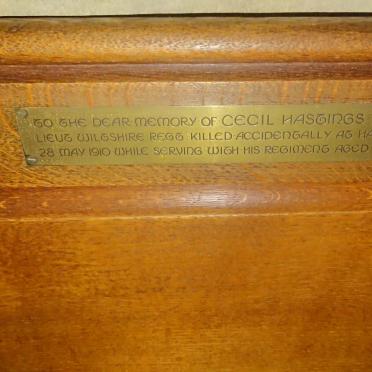 TO THE DEAR MEMORY OF CECIL HASTINGS
LIEUT WILTSHIRE REGT KILLED ACCIDENTALLY AT HA
28 MAY 1910 WHILE SERVING WITH HIS REGIMENT AGED